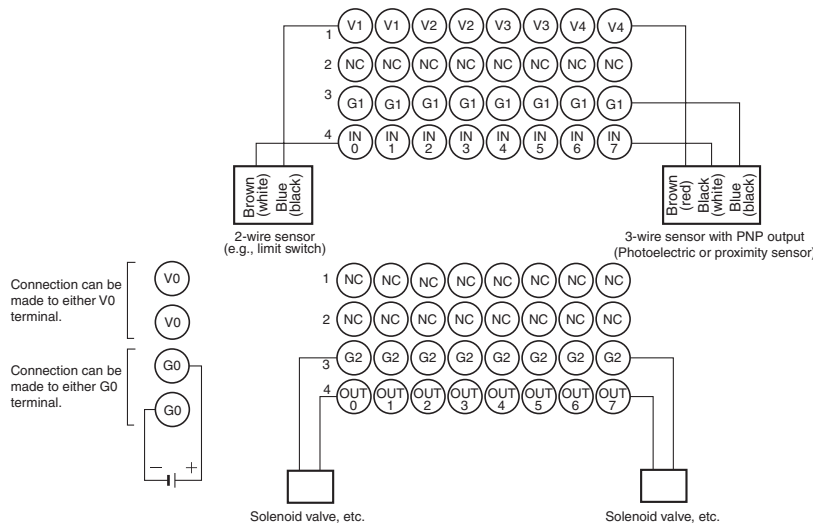 1 V1 V1 V2 V2 V3 V3 V4 V4
2 NC NC NC NC NC NC NC NC
3 G1 G1 G1 G1 G1 G1 G1 G1
4 IN 0 IN 1 IN 2 IN 3 IN 4 IN 5 IN 6 IN 7
Brown
(white)
Blue
(black)
2-wire sensor
(e.g., limit switch)
Brown
(red)
Black
(white)
Blue
(black)
3-wire sensor with PNP output
(Photoelectric or proximity sensor)
Connection can be
made to either V0
terminal.
V0
V0
Connection can be
made to either G0
terminal.
G0
G0
− +
1 NC NC NC NC NC NC NC NC
2 NC NC NC NC NC NC NC NC
3 G2 G2 G2 G2 G2 G2 G2 G2
4 OUT 0 OUT 1 OUT 2 OUT 3 OUT 4 OUT 5 OUT 6 OUT 7
Solenoid valve, etc.
Solenoid valve, etc.